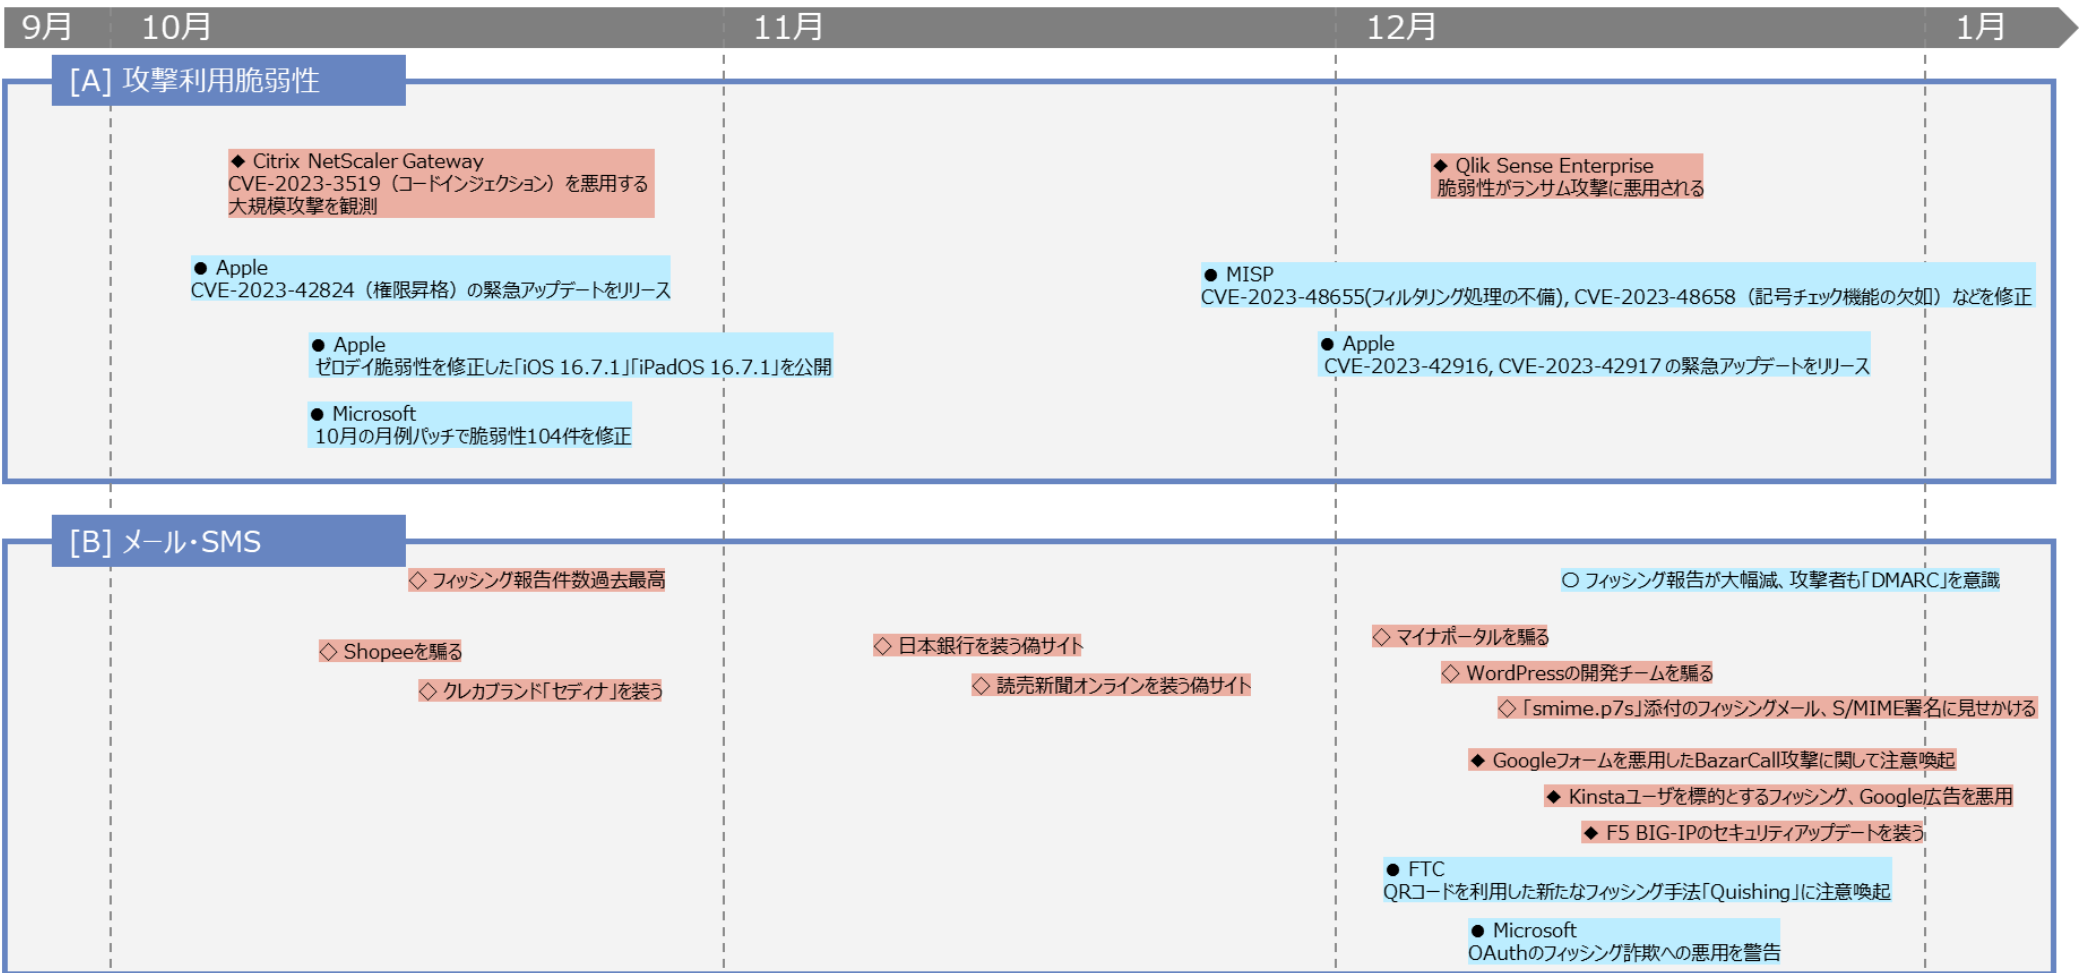 9月 10月 11月 12月 1月
[A] 攻撃利用脆弱性
◆ Citrix NetScaler Gateway
CVE-2023-3519（コードインジェクション）を悪用する
大規模攻撃を観測
◆ Qlik Sense Enterprise
脆弱性がランサム攻撃に悪用される
● Apple
CVE-2023-42824（権限昇格）の緊急アップデートをリリース
● MISP
CVE-2023-48655(フィルタリング処理の不備), CVE-2023-48658（記号チェック機能の欠如）などを修正
● Apple
ゼロデイ脆弱性を修正した「iOS 16.7.1」「iPadOS 16.7.1」を公開
● Apple
CVE-2023-42916, CVE-2023-42917 の緊急アップデートをリリース
● Microsoft
10月の月例パッチで脆弱性104件を修正
[B] メール・SMS
◇ フィッシング報告件数過去最高
○ フィッシング報告が大幅減、攻撃者も「DMARC」を意識
◇ Shopeeを騙る
◇ 日本銀行を装う偽サイト
◇ マイナポータルを騙る
◇ クレカブランド「セディナ」を装う
◇ 読売新聞オンラインを装う偽サイト
◇ WordPressの開発チームを騙る
◇「smime.p7s」添付のフィッシングメール、S/MIME署名に見せかける
◆ Googleフォームを悪用したBazarCall攻撃に関して注意喚起
◆ Kinstaユーザを標的とするフィッシング、Google広告を悪用
◆ F5 BIG-IPのセキュリティアップデートを装う
● FTC
QRコードを利用した新たなフィッシング手法「Quishing」に注意喚起
● Microsoft
OAuthのフィッシング詐欺への悪用を警告